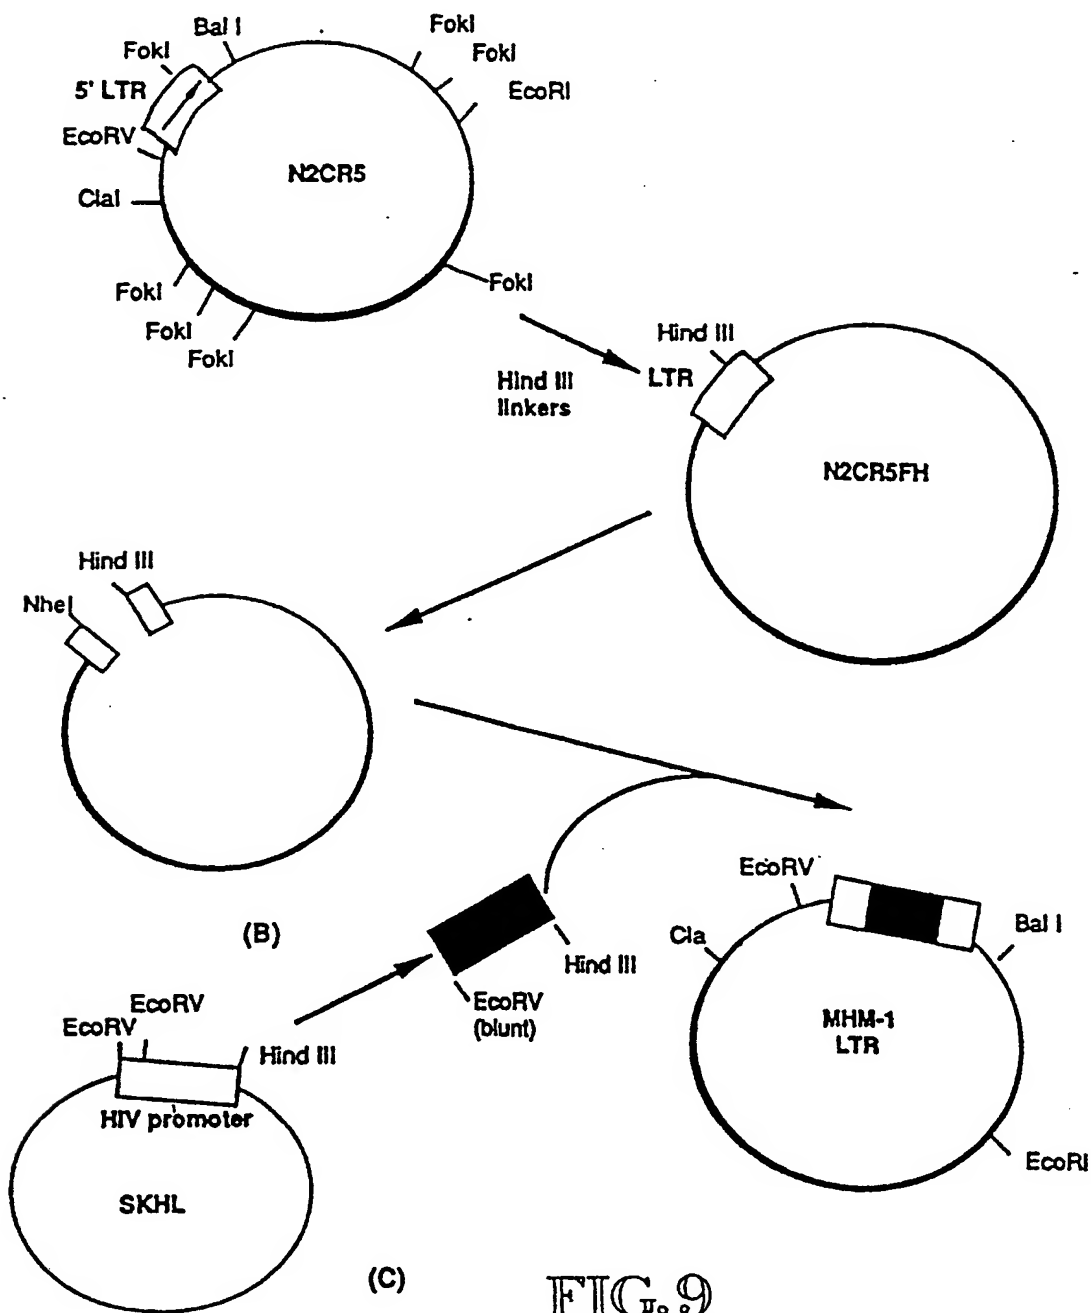 Bal I
FokI
5' LTR
EcoRV
ClaI
FokI
FokI
FokI
FokI
FokI
EcoRI
N2CR5
FokI
Hind III
linkers
Hind III
LTR
N2CR5FH
Hind III
NheI
(B)
EcoRV
EcoRV
Hind III
HIV promoter
SKHL
(C)
Hind III
EcoRV
(blunt)
EcoRV
Cla
Bal I
MHM-1
LTR
EcoRI
FIG. 9